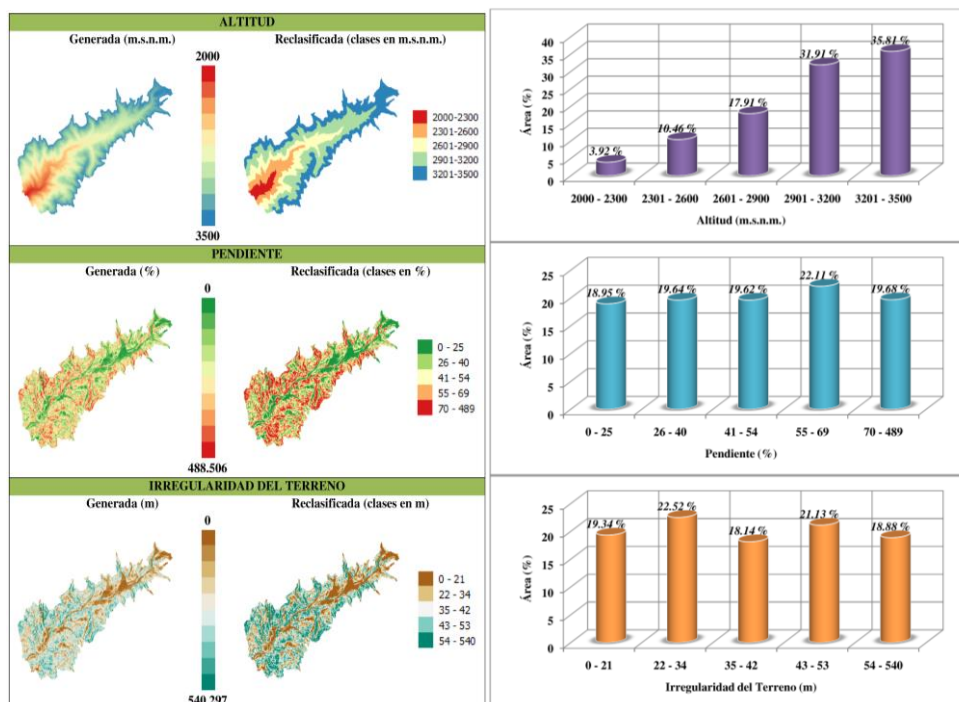 ALTITUD
Generada (m.s.n.m.)
Reclasificada (clases en m.s.n.m.)
2000
3500
2000-2300
2301-2600
2601-2900
2901-3200
3201-3500
Área (%)
40
35
30
25
20
15
10
5
0
3.92 %
10.46 %
17.91 %
31.91 %
35.81 %
2000 - 2300
2301 - 2600
2601 - 2900
2901 - 3200
3201 - 3500
Altitud (m.s.n.m.)
PENDIENTE
Generada (%)
Reclasificada (clases en %)
0
488.506
0 - 25
26 - 40
41 - 54
55 - 69
70 - 489
Área (%)
25
20
15
10
5
0
18.95 %
19.64 %
19.62 %
22.11 %
19.68 %
0 - 25
26 - 40
41 - 54
55 - 69
70 - 489
Pendiente (%)
IRREGULARIDAD DEL TERRENO
Generada (m)
Reclasificada (clases en m)
0
540.297
0 - 21
22 - 34
35 - 42
43 - 53
54 - 540
Área (%)
25
20
15
10
5
0
19.34 %
22.52 %
18.14 %
21.13 %
18.88 %
0 - 21
22 - 34
35 - 42
43 - 53
54 - 540
Irregularidad del Terreno (m)